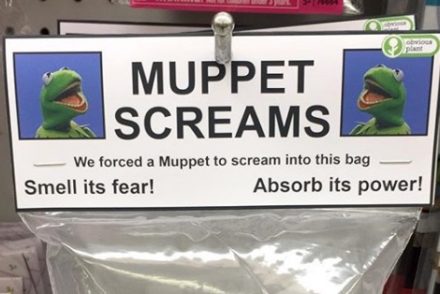 obvious
plant
MUPPET
SCREAMS
We forced a Muppet to scream into this bag
Smell its fear!
Absorb its power!